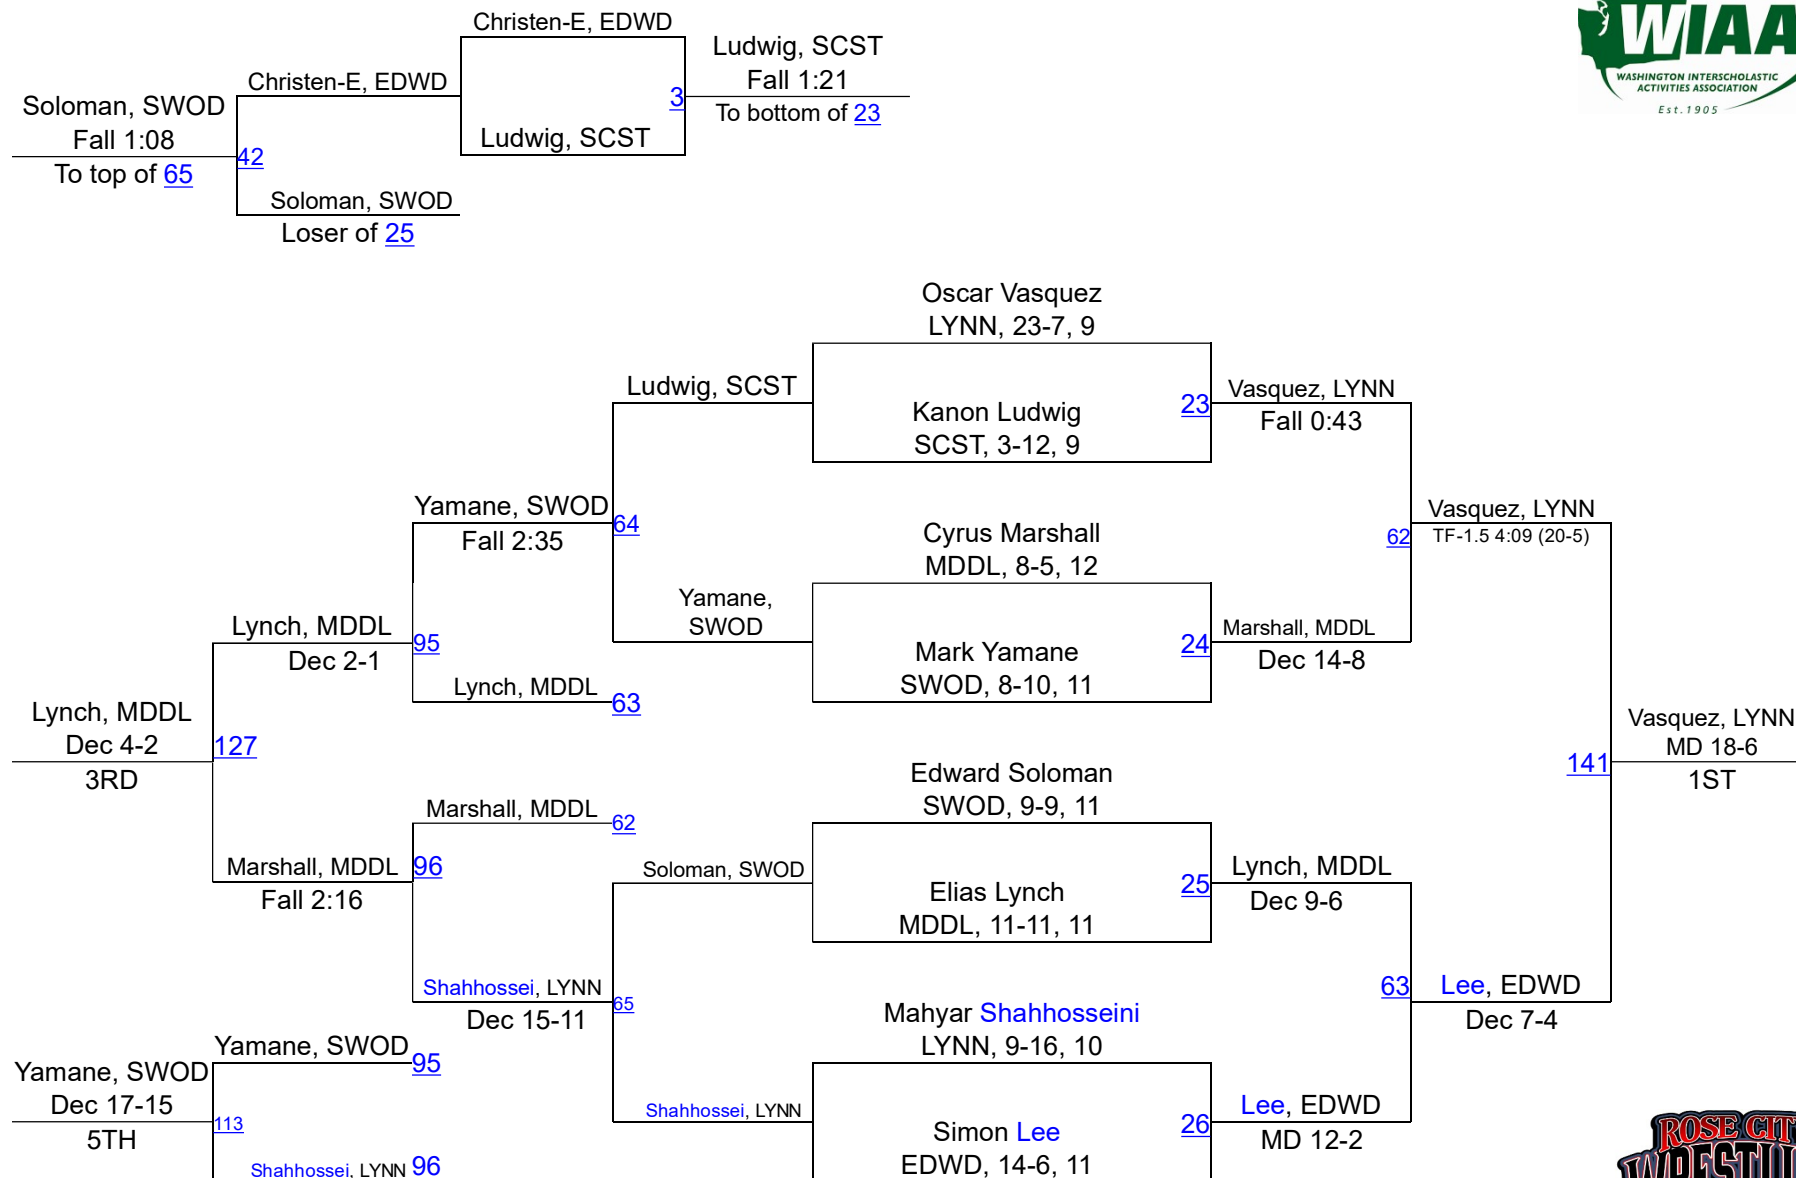 WIAA
WASHINGTON INTERSCHOLASTIC
ACTIVITIES ASSOCIATION
Est. 1905
Christen-E, EDWD
Ludwig, SCST
Fall 1:21
3
To bottom of 23
Ludwig, SCST
Christen-E, EDWD
Soloman, SWOD
Fall 1:08
42
To top of 65
Soloman, SWOD
Loser of 25
Oscar Vasquez
LYNN, 23-7, 9
Ludwig, SCST
Kanon Ludwig
SCST, 3-12, 9
23
Vasquez, LYNN
Fall 0:43
Yamane, SWOD
Fall 2:35
64
Cyrus Marshall
MDDL, 8-5, 12
62
Vasquez, LYNN
TF-1.5 4:09 (20-5)
Yamane,
SWOD
Lynch, MDDL
Dec 2-1
95
Mark Yamane
SWOD, 8-10, 11
24
Marshall, MDDL
Dec 14-8
Lynch, MDDL
63
Lynch, MDDL
Dec 4-2
3RD
127
Edward Soloman
SWOD, 9-9, 11
141
Vasquez, LYNN
MD 18-6
1ST
Marshall, MDDL
62
Marshall, MDDL
Fall 2:16
96
Soloman, SWOD
Elias Lynch
MDDL, 11-11, 11
25
Lynch, MDDL
Dec 9-6
Shahhossei, LYNN
Dec 15-11
65
Mahyar Shahhosseini
LYNN, 9-16, 10
63
Lee, EDWD
Dec 7-4
Yamane, SWOD
95
Yamane, SWOD
Dec 17-15
5TH
113
Shahhossei, LYNN
Simon Lee
EDWD, 14-6, 11
26
Lee, EDWD
MD 12-2
Shahhossei, LYNN
96
ROSE CITY